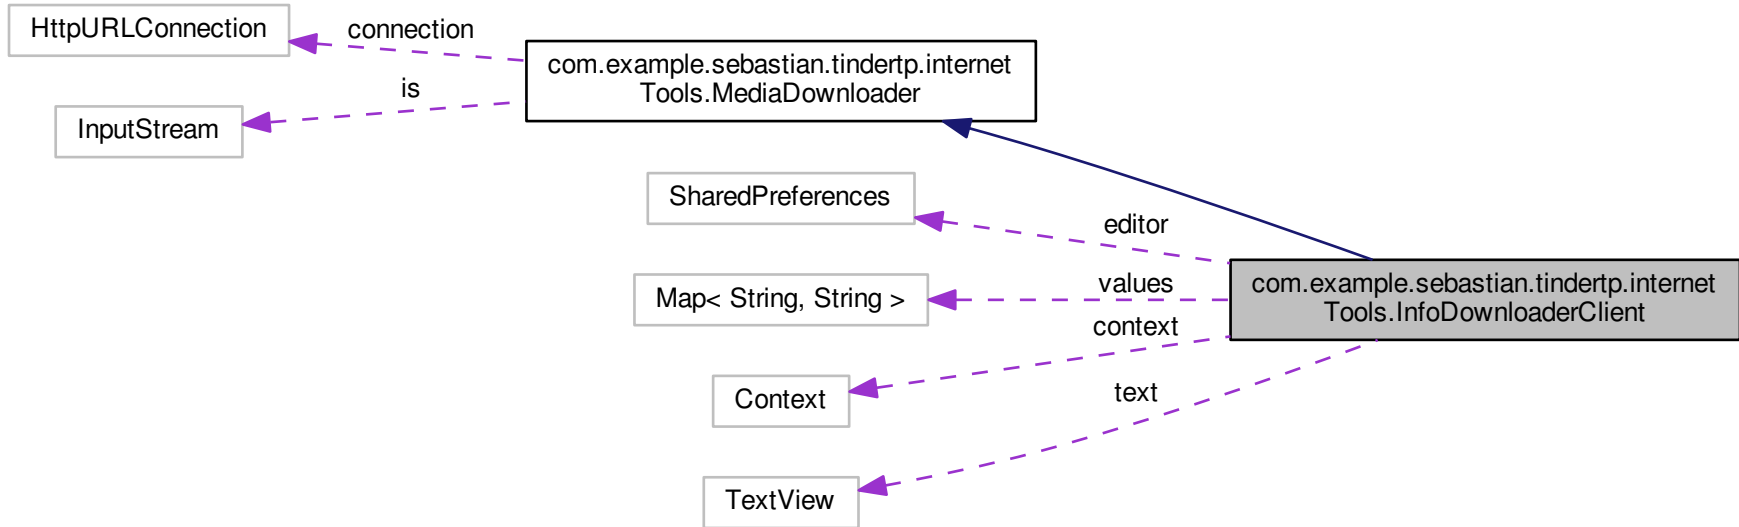 HttpURLConnection
connection
com.example.sebastian.tindertp.internet
Tools.MediaDownloader
is
InputStream
SharedPreferences
editor
Map< String, String >
values
com.example.sebastian.tindertp.internet
Tools.InfoDownloaderClient
context
Context
text
TextView